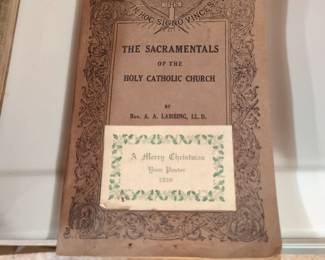 IN HOC SIGNO VINCES
THE SACRAMENTALS
OF THE
HOLY CATHOLIC CHURCH
BY
REV. A. A. LAMBING, LL. D.
A Merry Christmas
Your Pastor